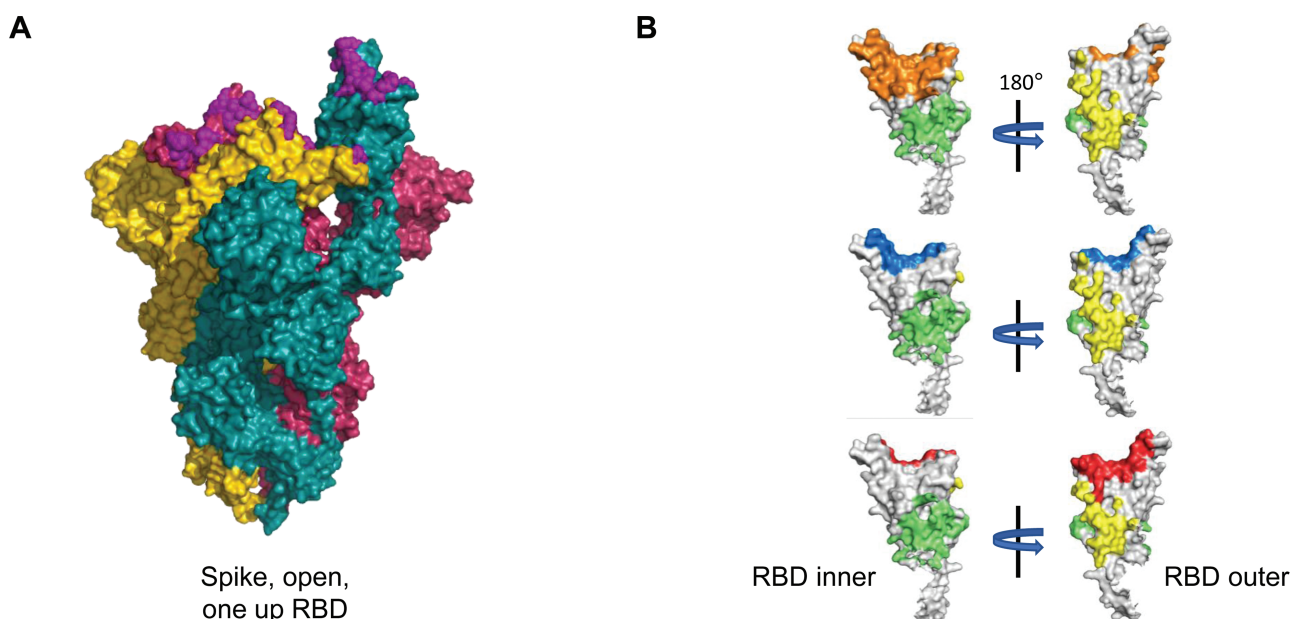 A
B
180°
Spike, open,
one up RBD
RBD inner
RBD outer